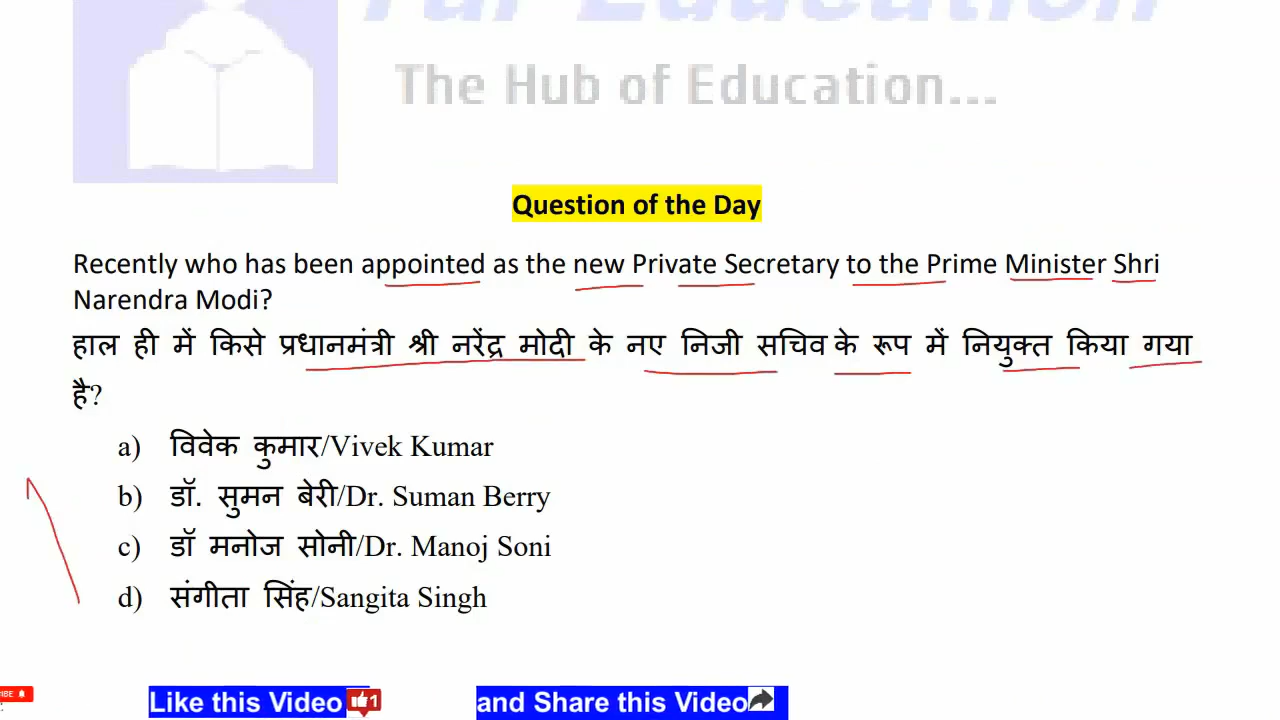 The Hub of Education...
Question of the Day
Recently who has been appointed as the new Private Secretary to the Prime Minister Shri
Narendra Modi?
हाल ही में किसे प्रधानमंत्री श्री नरेंद्र मोदी के नए निजी सचिव के रूप में नियुक्त किया गया
है?
a) विवेक कुमार/Vivek Kumar
b) डॉ. सुमन बेरी/Dr. Suman Berry
c) डॉ मनोज सोनी/Dr. Manoj Soni
d) संगीता सिंह/Sangita Singh
Like this Video 1 and Share this Video